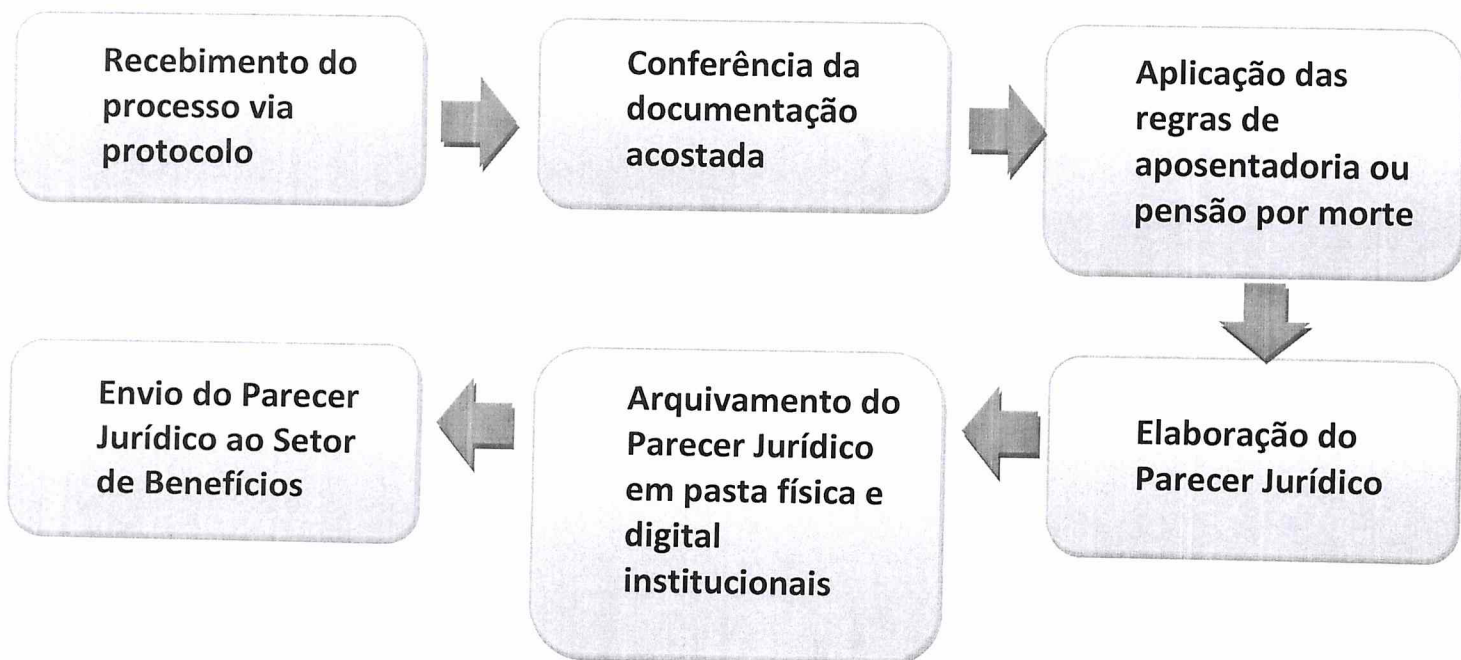 Recebimento do
processo via
protocolo
Conferência da
documentação
acostada
Aplicação das
regras de
aposentadoria ou
pensão por morte
Elaboração do
Parecer Jurídico
Arquivamento do
Parecer Jurídico
em pasta física e
digital
institucionais
Envio do Parecer
Jurídico ao Setor
de Benefícios